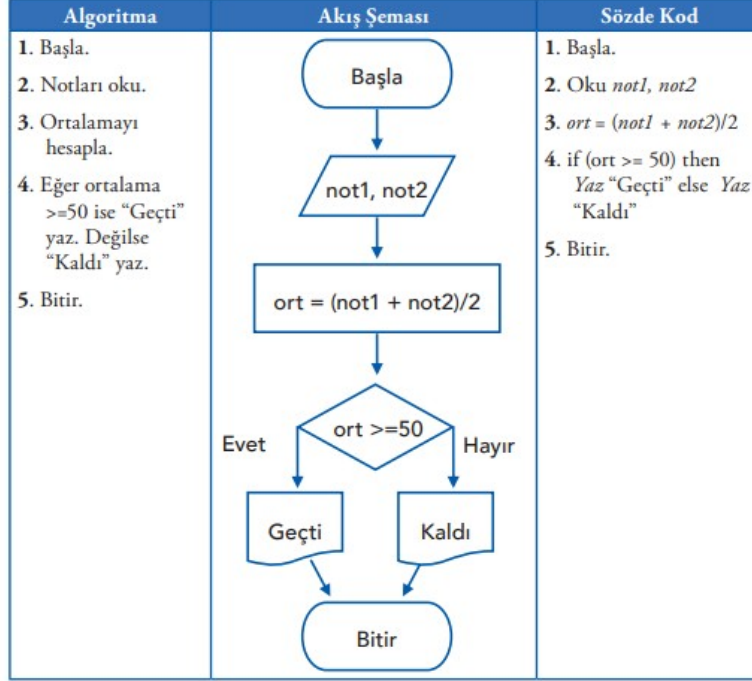 Algoritma
1. Başla.
2. Notları oku.
3. Ortalamayı
hesapla.
4. Eğer ortalama
>=50 ise “Geçti”
yaz. Değilse
“Kaldı” yaz.
5. Bitir.
Akış Şeması
Başla
not1, not2
ort = (not1 + not2)/2
ort >=50
Evet
Hayır
Geçti
Kaldı
Bitir
Sözde Kod
1. Başla.
2. Oku not1, not2
3. ort = (not1 + not2)/2
4. if (ort >= 50) then
Yaz “Geçti” else Yaz
“Kaldı”
5. Bitir.